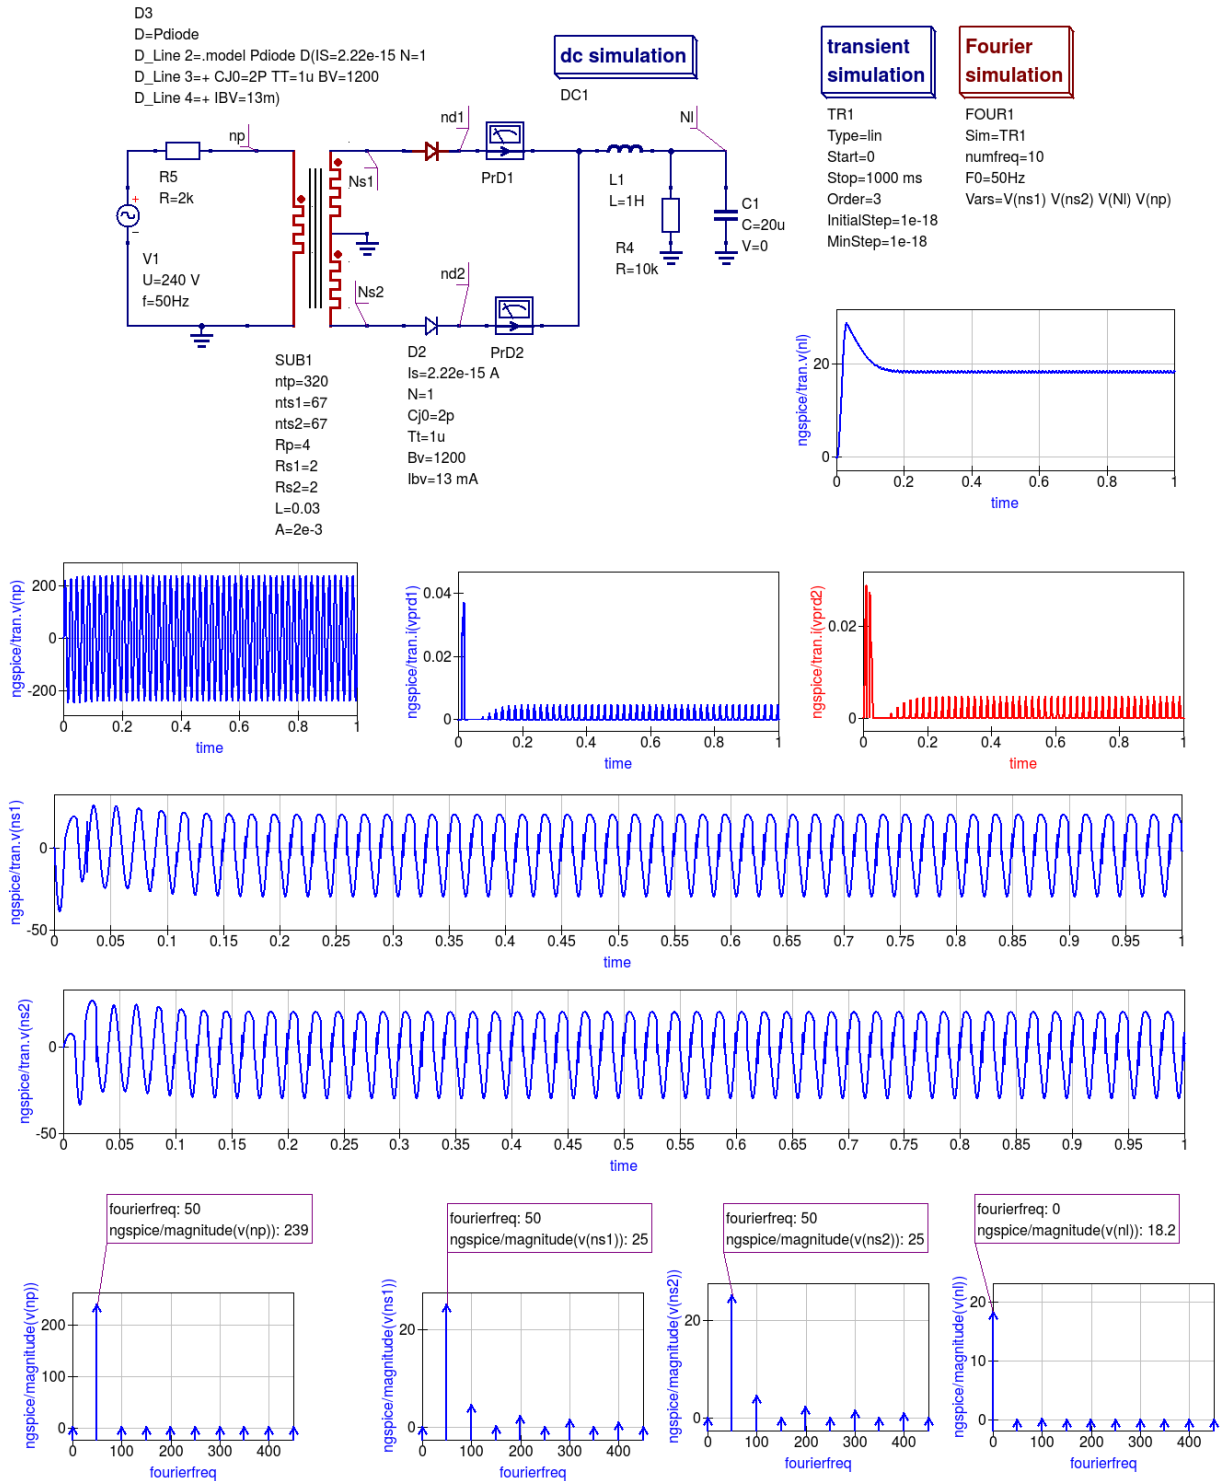 D3
D=Pdiode
D_Line 2=.model Pdiode D(IS=2.22e-15 N=1
D_Line 3=+ CJ0=2P TT=1u BV=1200
D_Line 4=+ IBV=13m)
dc simulation
DC1
transient
simulation
TR1
Type=lin
Start=0
Stop=1000 ms
Order=3
InitialStep=1e-18
MinStep=1e-18
Fourier
simulation
FOUR1
Sim=TR1
numfreq=10
F0=50Hz
Vars=V(ns1) V(ns2) V(Nl) V(np)
np
R5
R=2k
V1
U=240 V
f=50Hz
Ns1
nd1
PrD1
Nl
L1
L=1H
R4
R=10k
C1
C=20u
V=0
Ns2
nd2
PrD2
SUB1
ntp=320
nts1=67
nts2=67
Rp=4
Rs1=2
Rs2=2
L=0.03
A=2e-3
D2
Is=2.22e-15 A
N=1
Cj0=2p
Tt=1u
Bv=1200
Ibv=13 mA
ngspice/tran.v(nl)
20
0
0 0.2 0.4 0.6 0.8 1
time
ngspice/tran.v(np)
200
0
-200
0 0.2 0.4 0.6 0.8 1
time
ngspice/tran.i(vprd1)
0.04
0.02
0
0 0.2 0.4 0.6 0.8 1
time
ngspice/tran.i(vprd2)
0.02
0
0 0.2 0.4 0.6 0.8 1
time
ngspice/tran.v(ns1)
0
-50
0 0.05 0.1 0.15 0.2 0.25 0.3 0.35 0.4 0.45 0.5 0.55 0.6 0.65 0.7 0.75 0.8 0.85 0.9 0.95 1
time
ngspice/tran.v(ns2)
0
-50
0 0.05 0.1 0.15 0.2 0.25 0.3 0.35 0.4 0.45 0.5 0.55 0.6 0.65 0.7 0.75 0.8 0.85 0.9 0.95 1
time
fourierfreq: 50
ngspice/magnitude(v(np)): 239
ngspice/magnitude(v(np))
200
100
0
0 100 200 300 400
fourierfreq
fourierfreq: 50
ngspice/magnitude(v(ns1)): 25
ngspice/magnitude(v(ns1))
20
0
0 100 200 300 400
fourierfreq
fourierfreq: 50
ngspice/magnitude(v(ns2)): 25
ngspice/magnitude(v(ns2))
20
0
0 100 200 300 400
fourierfreq
fourierfreq: 0
ngspice/magnitude(v(nl)): 18.2
ngspice/magnitude(v(nl))
20
10
0
0 100 200 300 400
fourierfreq